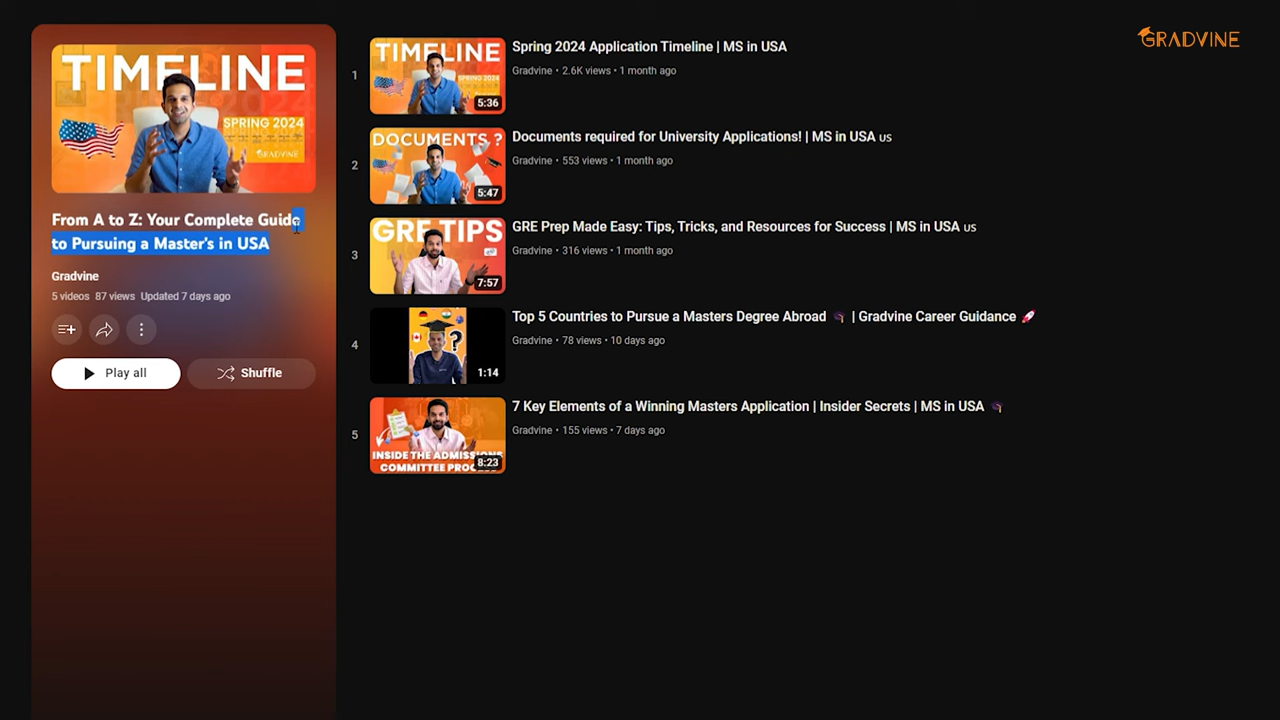 GRADVINE
TIMELINE
SPRING 2024
GRADVINE
From A to Z: Your Complete Guide
to Pursuing a Master's in USA
Gradvine
5 videos 87 views Updated 7 days ago
Play all
Shuffle
1
TIMELINE
SPRING 2024
5:36
Spring 2024 Application Timeline | MS in USA
Gradvine • 2.6K views • 1 month ago
2
DOCUMENTS ?
5:47
Documents required for University Applications! | MS in USA US
Gradvine • 553 views • 1 month ago
3
GRE TIPS
7:57
GRE Prep Made Easy: Tips, Tricks, and Resources for Success | MS in USA US
Gradvine • 316 views • 1 month ago
4
?
1:14
Top 5 Countries to Pursue a Masters Degree Abroad 🎓 | Gradvine Career Guidance 🚀
Gradvine • 78 views • 10 days ago
5
INSIDE THE ADMISSIONS
COMMITTEE
8:23
7 Key Elements of a Winning Masters Application | Insider Secrets | MS in USA 🎓
Gradvine • 155 views • 7 days ago